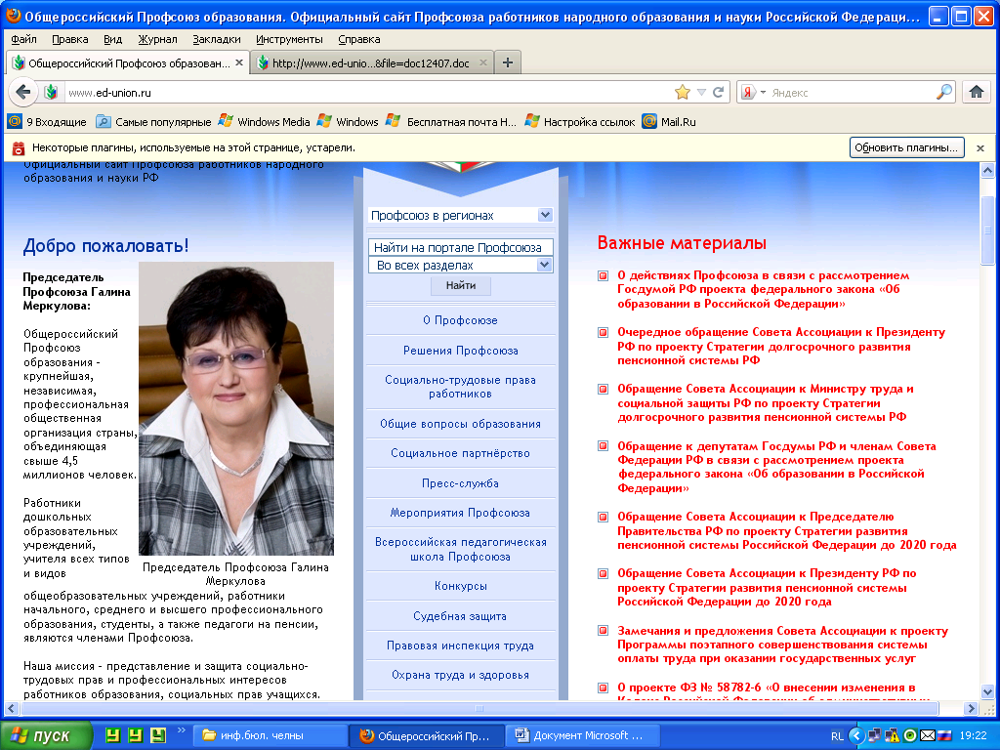 Общероссийский Профсоюз образования. Официальный сайт Профсоюза работников народного образования и науки Российской Федераци...
Файл Правка Вид Журнал Закладки Инструменты Справка
Общероссийский Профсоюз образован... http://www.ed-unio...&file=doc12407.doc
www.ed-union.ru
Яндекс
9 Входящие Самые популярные Windows Media Windows Бесплатная почта H... Настройка ссылок Mail.Ru
Некоторые плагины, используемые на этой странице, устарели.
Обновить плагины...
Официальный сайт Профсоюза работников народного
образования и науки РФ
Добро пожаловать!
Председатель
Профсоюза Галина
Меркулова:
Общероссийский
Профсоюз
образования -
крупнейшая,
независимая,
профессиональная
общественная
организация страны,
объединяющая
свыше 4,5
миллионов человек.
Работники
дошкольных
образовательных
учреждений,
учителя всех типов
и видов
общеобразовательных учреждений, работники
начального, среднего и высшего профессионального
образования, студенты, а также педагоги на пенсии,
являются членами Профсоюза.
Наша миссия - представление и защита социально-
трудовых прав и профессиональных интересов
работников образования, социальных прав учащихся.
Председатель Профсоюза Галина
Меркулова
Профсоюз в регионах
Найти на портале Профсоюза
Во всех разделах
Найти
О Профсоюзе
Решения Профсоюза
Социально-трудовые права
работников
Общие вопросы образования
Социальное партнёрство
Пресс-служба
Мероприятия Профсоюза
Всероссийская педагогическая
школа Профсоюза
Конкурсы
Судебная защита
Правовая инспекция труда
Охрана труда и здоровья
Важные материалы
О действиях Профсоюза в связи с рассмотрением
Госдумой РФ проекта федерального закона «Об
образовании в Российской Федерации»
Очередное обращение Совета Ассоциации к Президенту
РФ по проекту Стратегии долгосрочного развития
пенсионной системы РФ
Обращение Совета Ассоциации к Министру труда и
социальной защиты РФ по проекту Стратегии
долгосрочного развития пенсионной системы РФ
Обращение к депутатам Госдумы РФ и членам Совета
Федерации РФ в связи с рассмотрением проекта
федерального закона «Об образовании в Российской
Федерации»
Обращение Совета Ассоциации к Председателю
Правительства РФ по проекту Стратегии развития
пенсионной системы Российской Федерации до 2020 года
Обращение Совета Ассоциации к Президенту РФ по
проекту Стратегии развития пенсионной системы
Российской Федерации до 2020 года
Замечания и предложения Совета Ассоциации к проекту
Программы поэтапного совершенствования системы
оплаты труда при оказании государственных услуг
О проекте ФЗ № 58782-6 «О внесении изменения в
Кодекс Российской Федерации об административных
пуск инф.бюл. челны Общероссийский Пр... Документ Microsoft ... RL 19:22